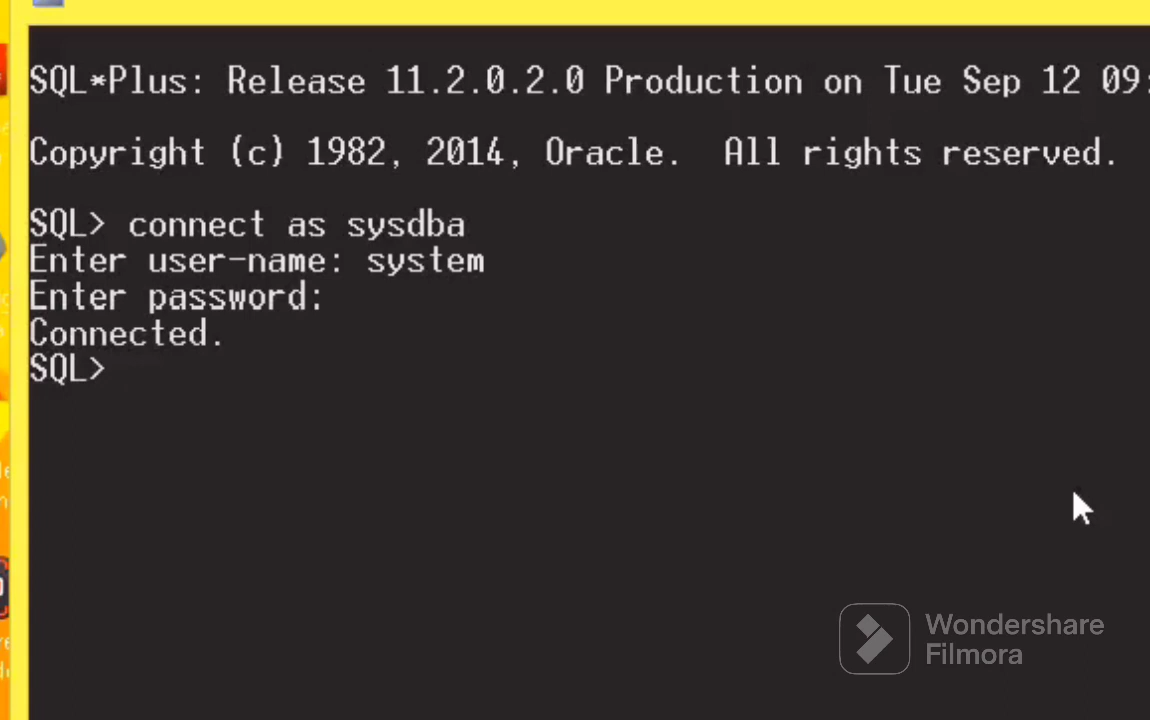 SQL*Plus: Release 11.2.0.2.0 Production on Tue Sep 12 09:
Copyright (c) 1982, 2014, Oracle.  All rights reserved.
SQL> connect as sysdba
Enter user-name: system
Enter password:
Connected.
SQL>
Wondershare
Filmora